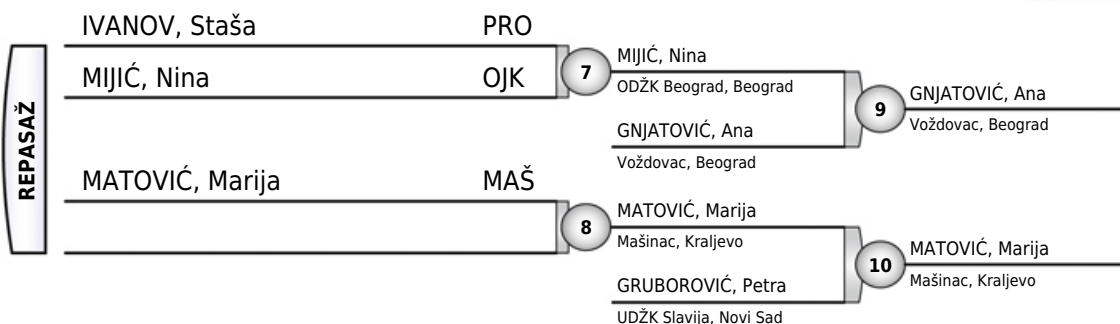 REPASAŽ
IVANOV, Staša PRO
MIJIĆ, Nina OJK
MATOVIĆ, Marija MAŠ
7
MIJIĆ, Nina
ODŽK Beograd, Beograd
GNJATOVIĆ, Ana
Voždovac, Beograd
8
MATOVIĆ, Marija
Mašinac, Kraljevo
GRUBOROVIĆ, Petra
UDŽK Slavija, Novi Sad
9
GNJATOVIĆ, Ana
Voždovac, Beograd
10
MATOVIĆ, Marija
Mašinac, Kraljevo